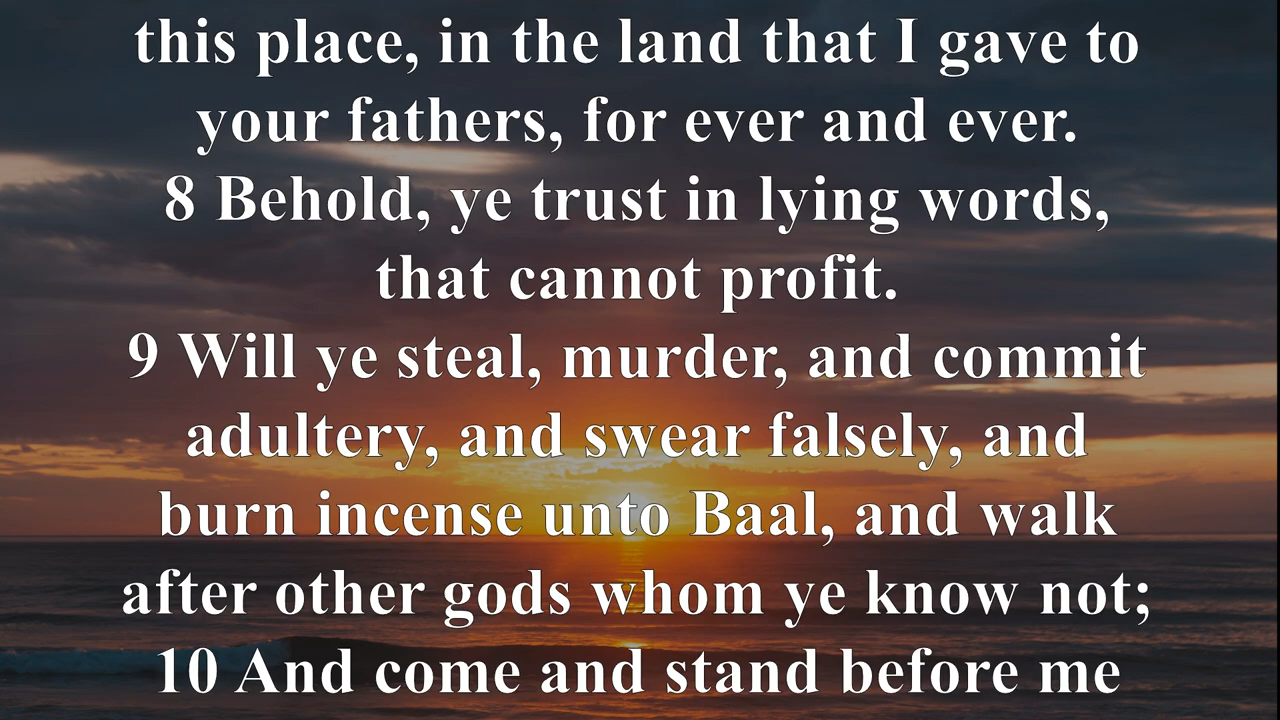 this place, in the land that I gave to
your fathers, for ever and ever.
8 Behold, ye trust in lying words,
that cannot profit.
9 Will ye steal, murder, and commit
adultery, and swear falsely, and
burn incense unto Baal, and walk
after other gods whom ye know not;
10 And come and stand before me